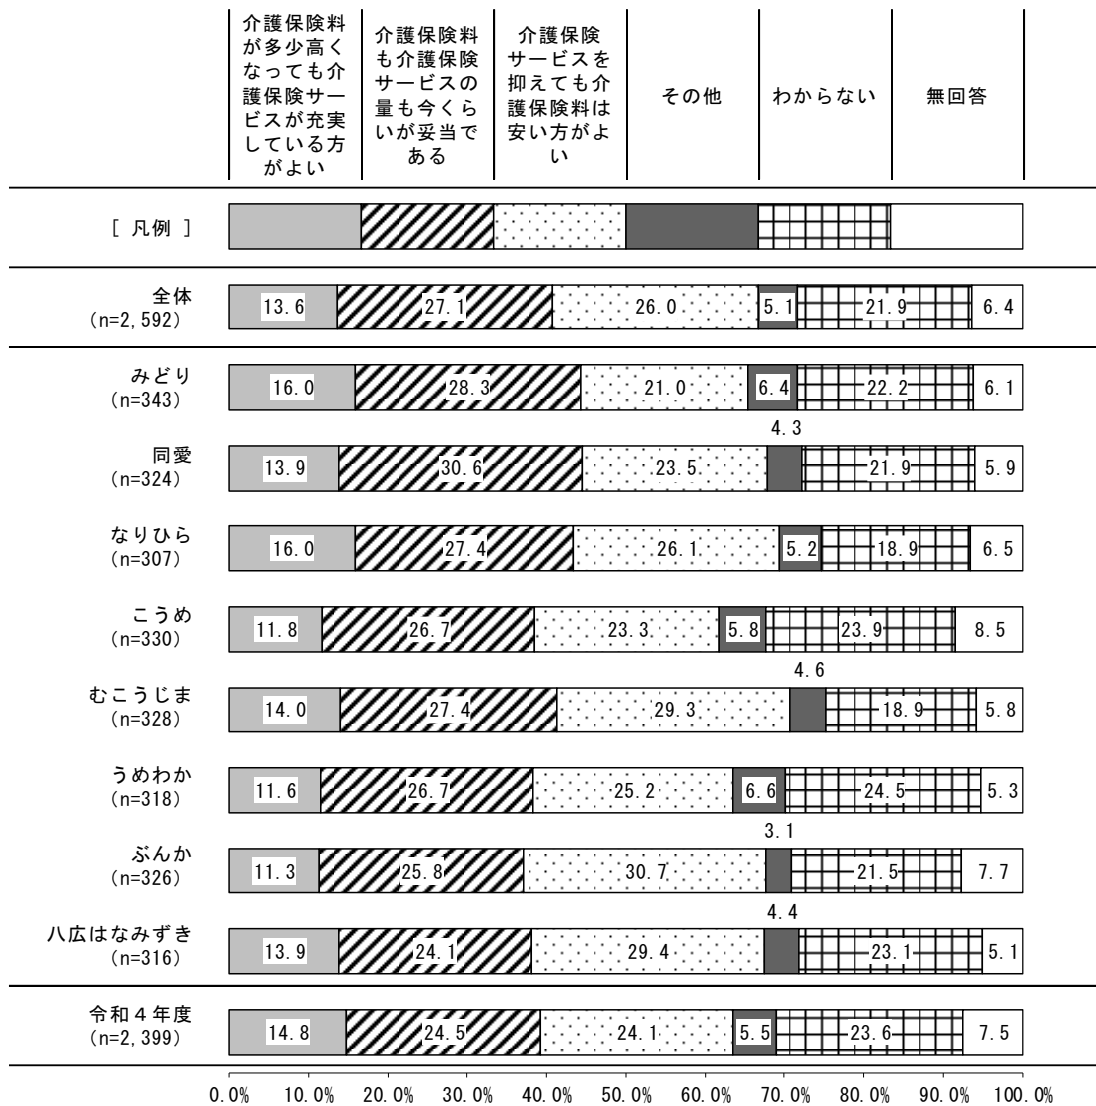 介護保険料
が多少高く
なっても介
護保険サー
ビスが充実
している方
がよい
介護保険料
も介護保険
サービスの
量も今くら
いが妥当で
ある
介護保険
サービスを
抑えても介
護保険料は
安い方がよ
い
その他
わからない
無回答
[ 凡例 ]
全体
(n=2,592)
13.6 27.1 26.0 5.1 21.9 6.4
みどり
(n=343)
16.0 28.3 21.0 6.4 22.2 6.1
4.3
同愛
(n=324)
13.9 30.6 23.5 21.9 5.9
なりひら
(n=307)
16.0 27.4 26.1 5.2 18.9 6.5
こうめ
(n=330)
11.8 26.7 23.3 5.8 23.9 8.5
4.6
むこうじま
(n=328)
14.0 27.4 29.3 18.9 5.8
うめわか
(n=318)
11.6 26.7 25.2 6.6 24.5 5.3
3.1
ぶんか
(n=326)
11.3 25.8 30.7 21.5 7.7
4.4
八広はなみずき
(n=316)
13.9 24.1 29.4 23.1 5.1
令和４年度
(n=2,399)
14.8 24.5 24.1 5.5 23.6 7.5
0.0% 10.0% 20.0% 30.0% 40.0% 50.0% 60.0% 70.0% 80.0% 90.0% 100.0%